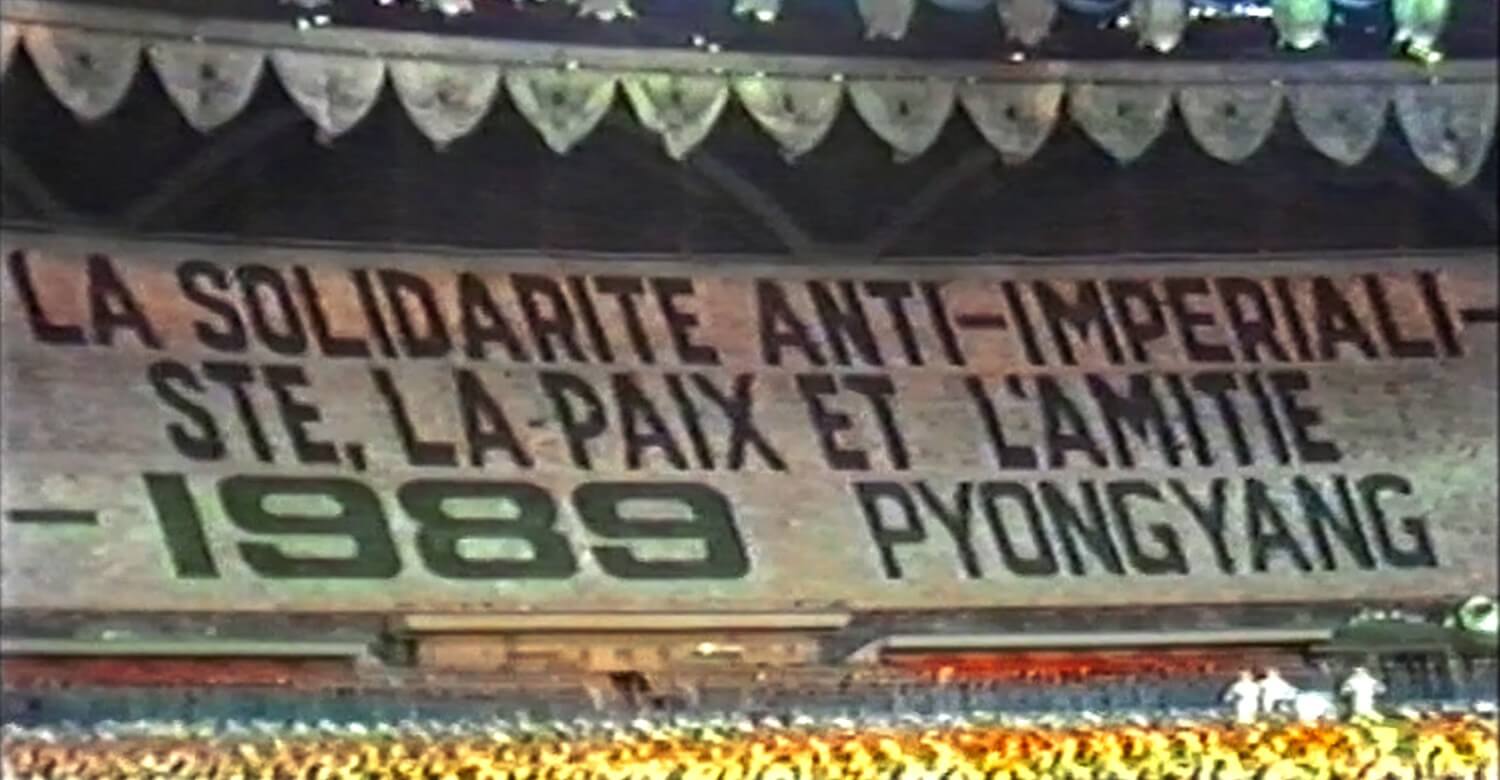 LA SOLIDARITE ANTI-IMPERIALI-
STE, LA PAIX ET L'AMITIE
-1989 PYONGYANG